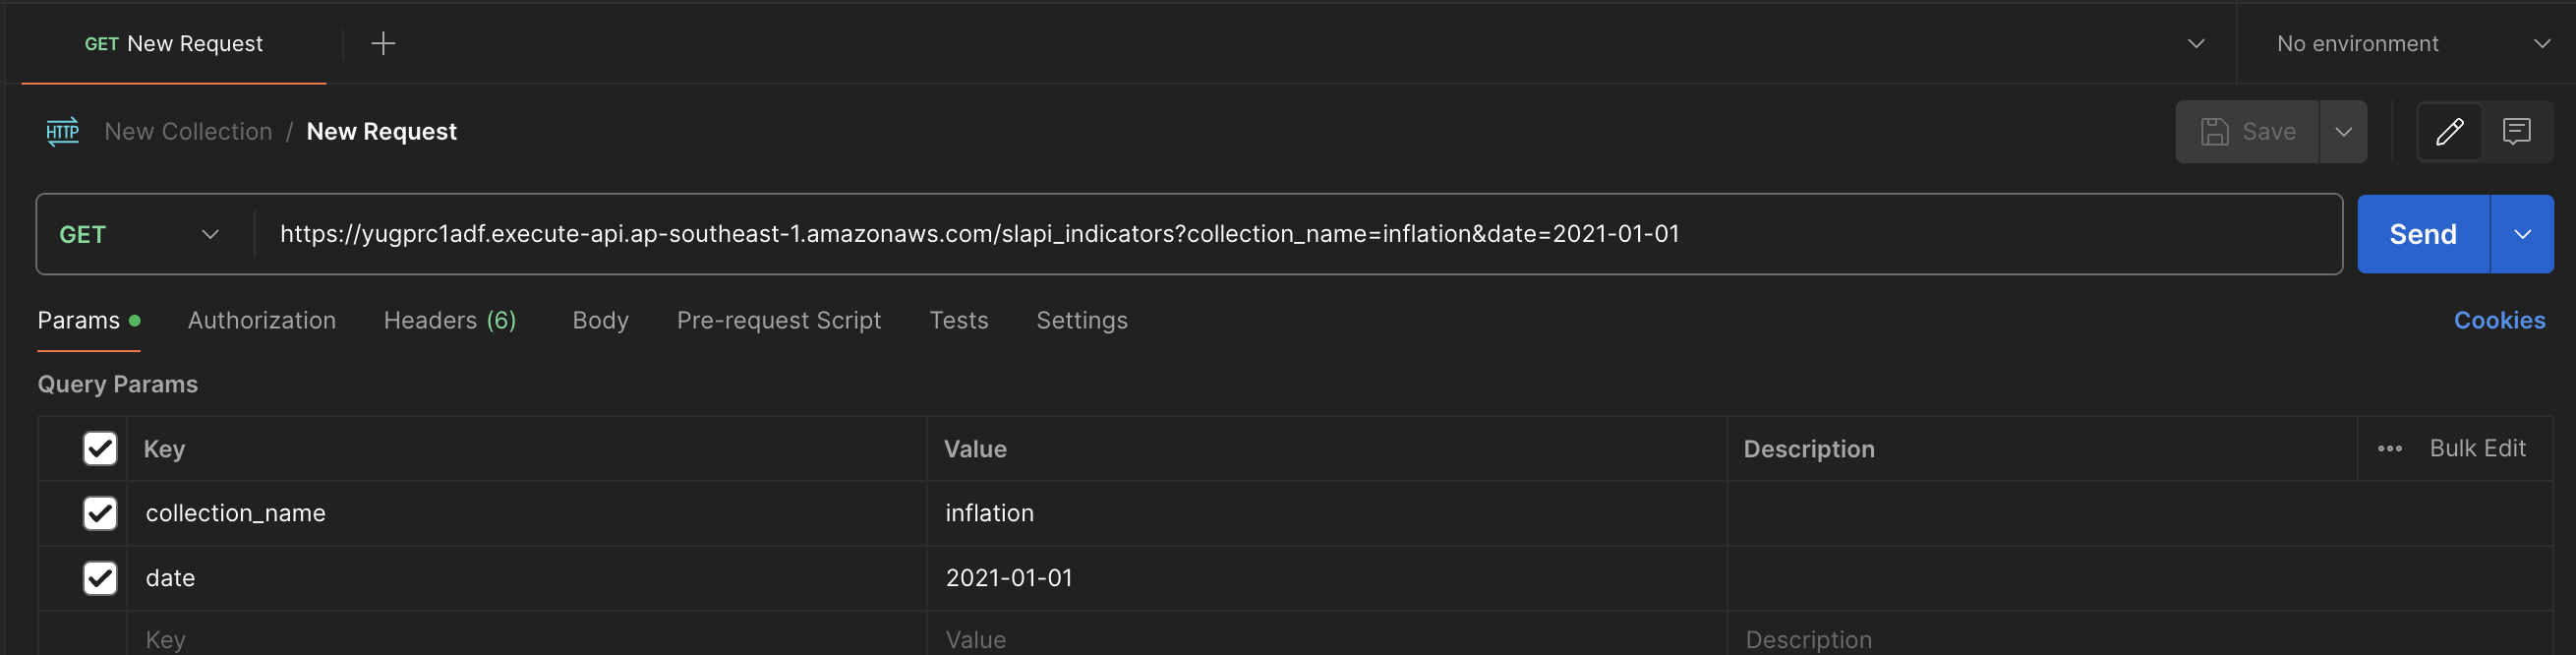 GET New Request
No environment
HTTP New Collection / New Request
Save
GET https://yugprc1adf.execute-api.ap-southeast-1.amazonaws.com/slapi_indicators?collection_name=inflation&date=2021-01-01
Send
Params Authorization Headers (6) Body Pre-request Script Tests Settings Cookies
Query Params
Key Value Description Bulk Edit
collection_name inflation
date 2021-01-01
Key Value Description